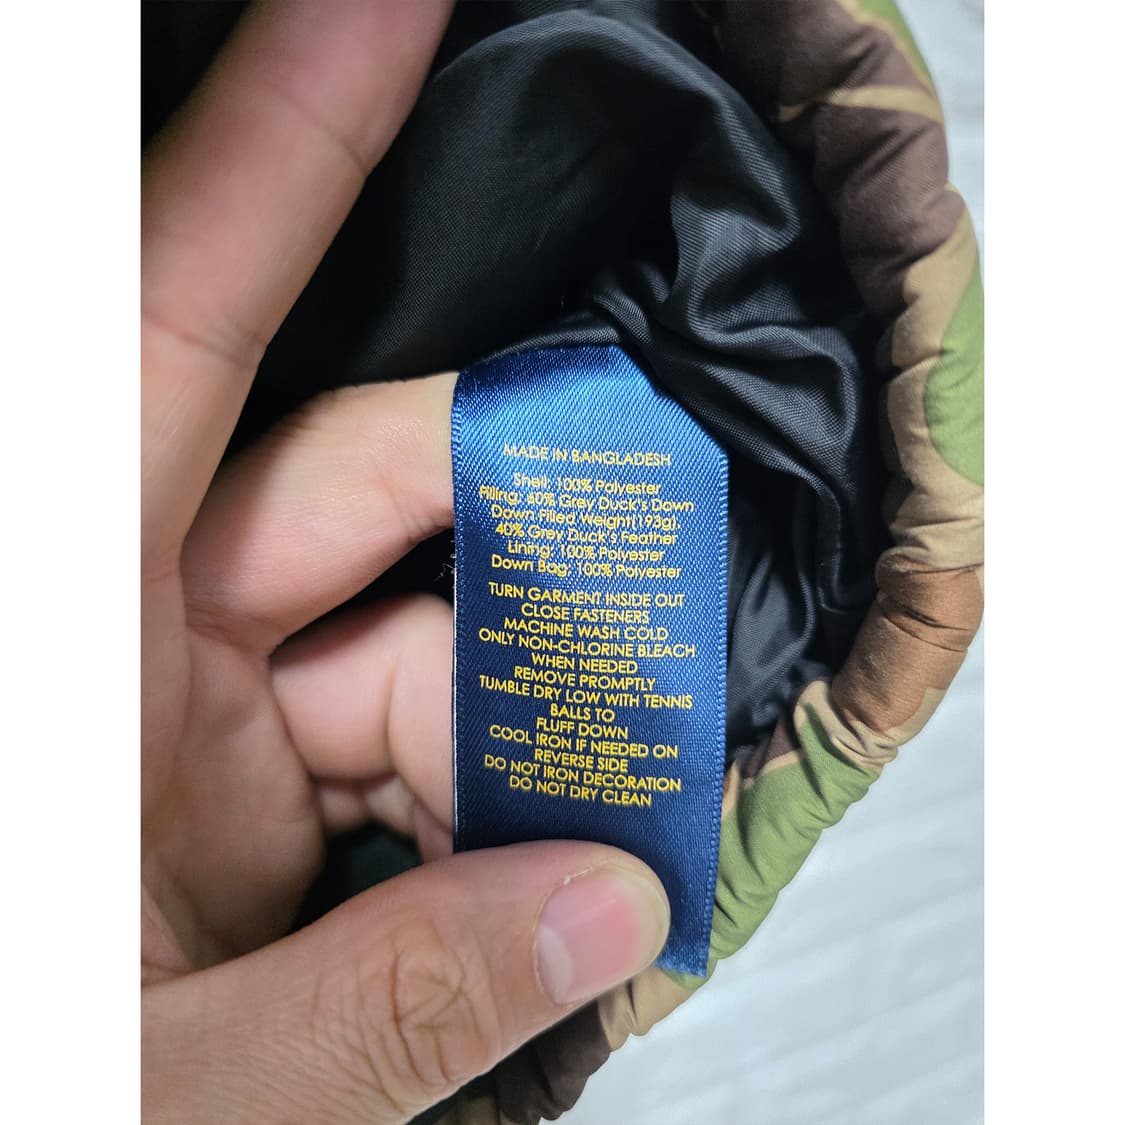 MADE IN BANGLADESH
Shell: 100% Polyester
Filling: 60% Grey Duck's Down
Down Filled Weight(193g)
40% Grey Duck's Feather
Lining: 100% Polyester
Down Bag: 100% Polyester
TURN GARMENT INSIDE OUT
CLOSE FASTENERS
MACHINE WASH COLD
ONLY NON-CHLORINE BLEACH
WHEN NEEDED
REMOVE PROMPTLY
TUMBLE DRY LOW WITH TENNIS
BALLS TO
FLUFF DOWN
COOL IRON IF NEEDED ON
REVERSE SIDE
DO NOT IRON DECORATION
DO NOT DRY CLEAN